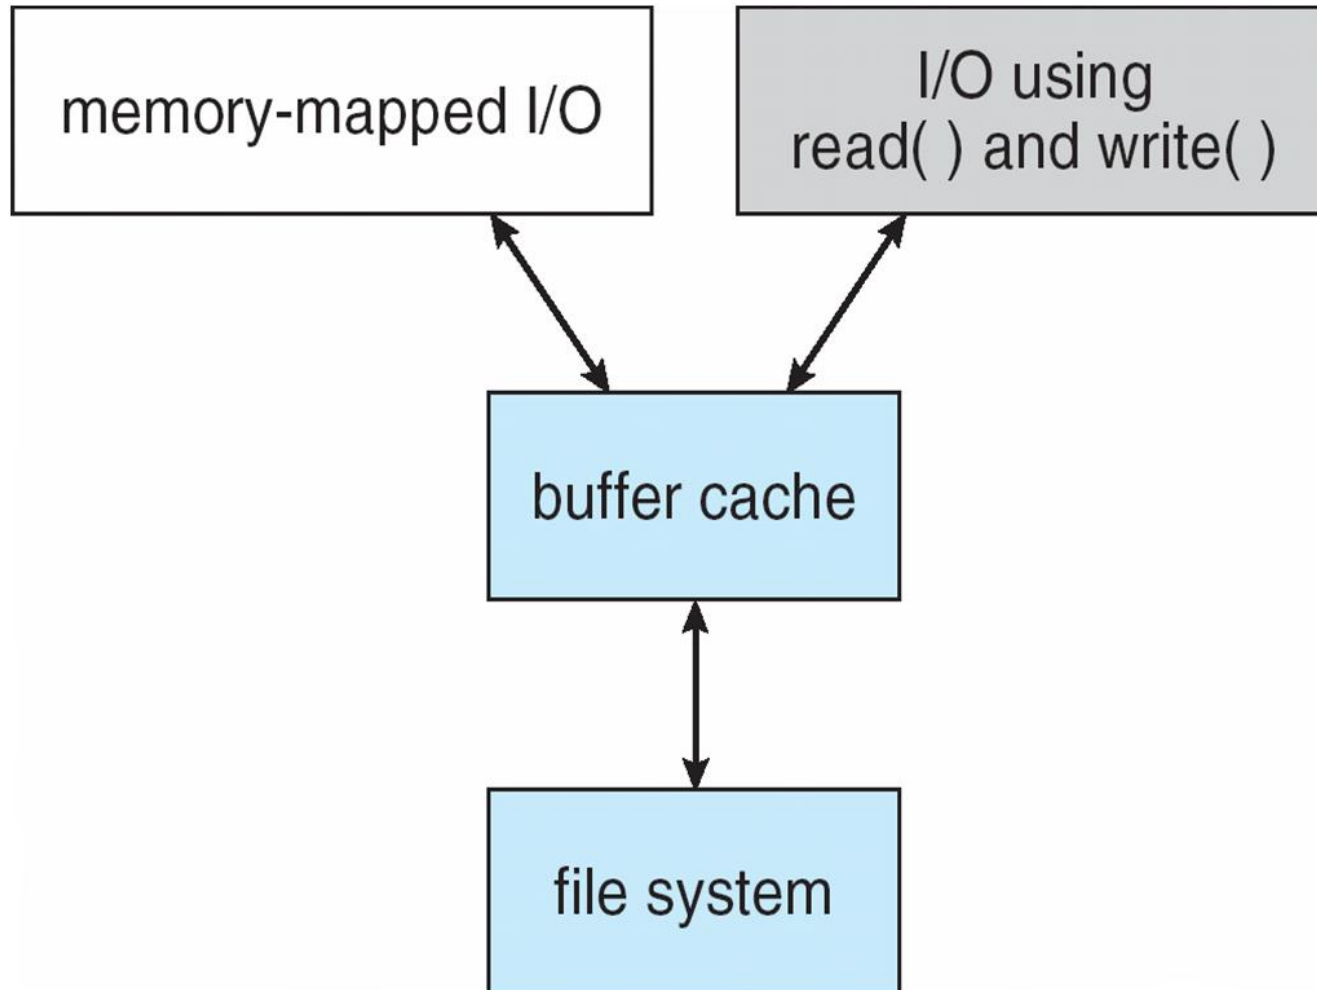 memory-mapped I/O
I/O using
read( ) and write( )
buffer cache
file system